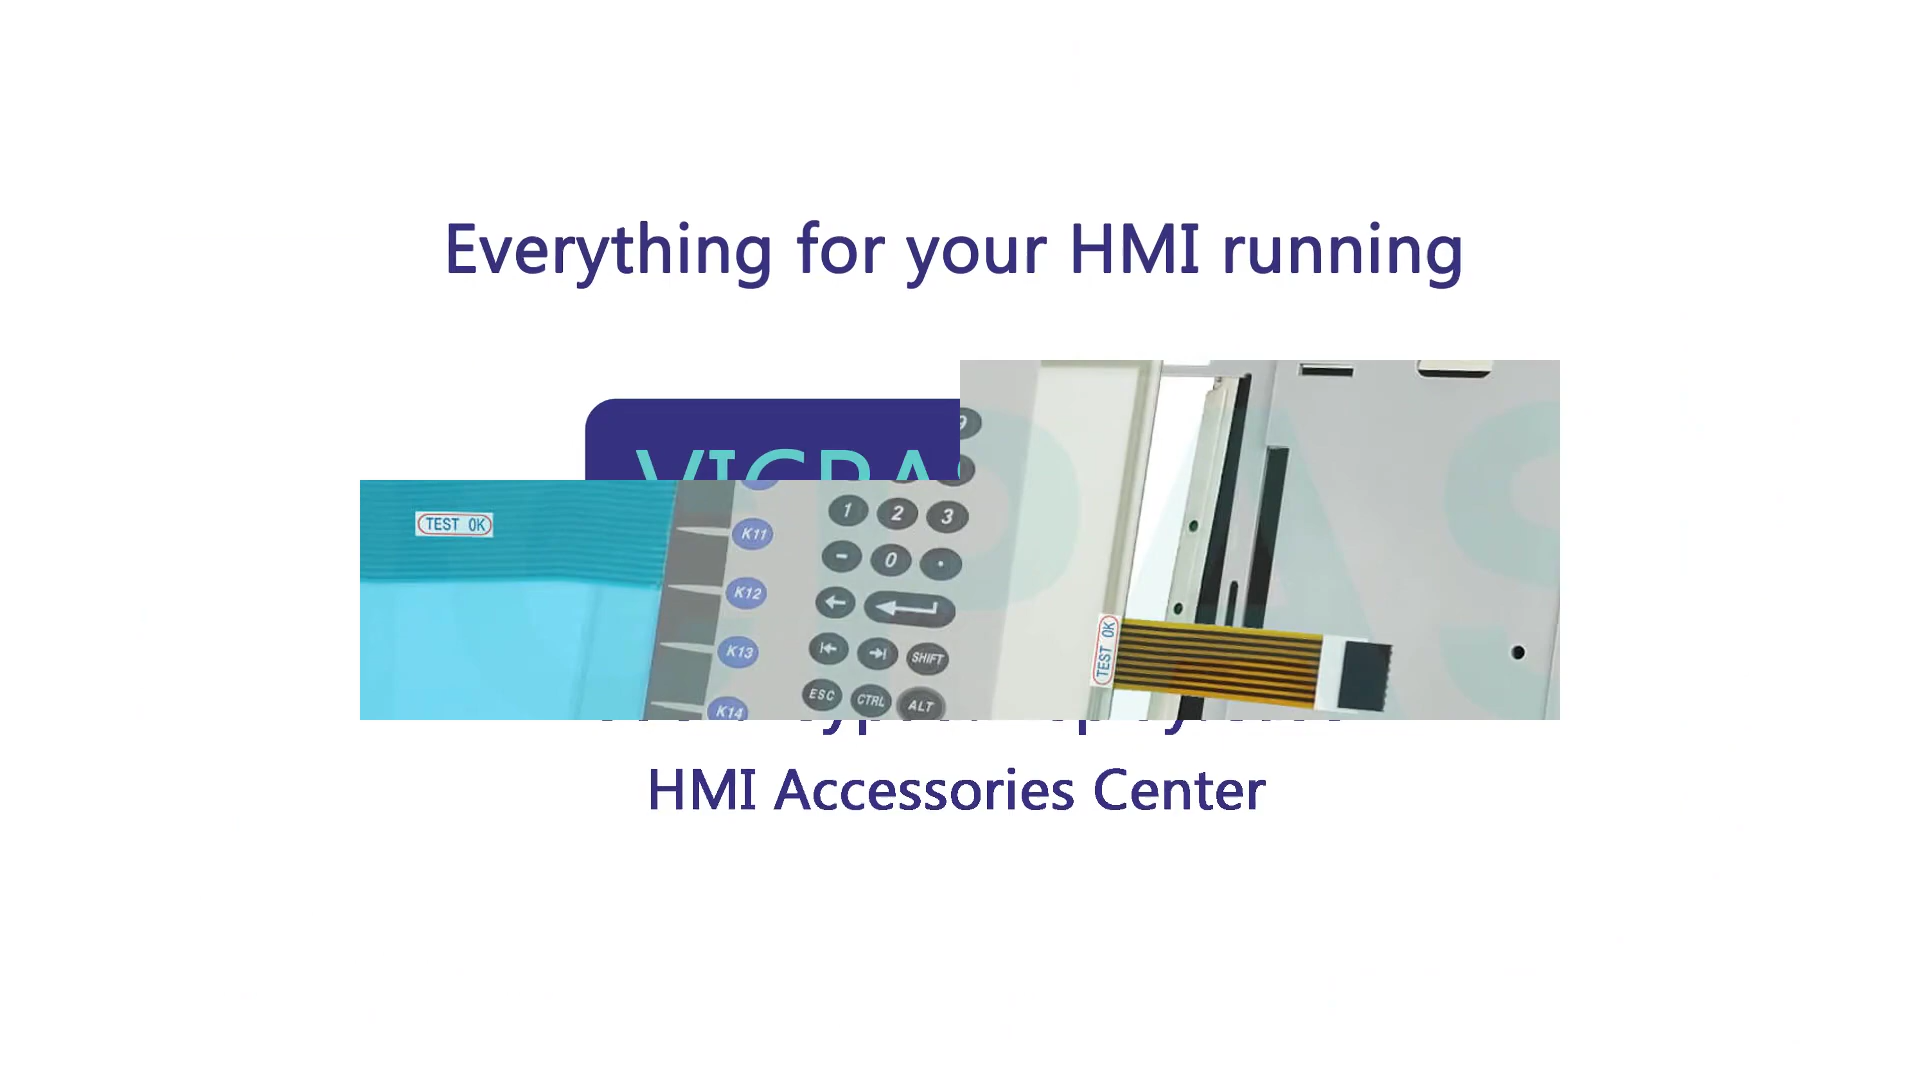 Everything for your HMI running
TEST OK
K11
K12
K13
K14
1 2 3
- 0 .
SHIFT
ESC CTRL ALT
TEST OK
HMI Accessories Center